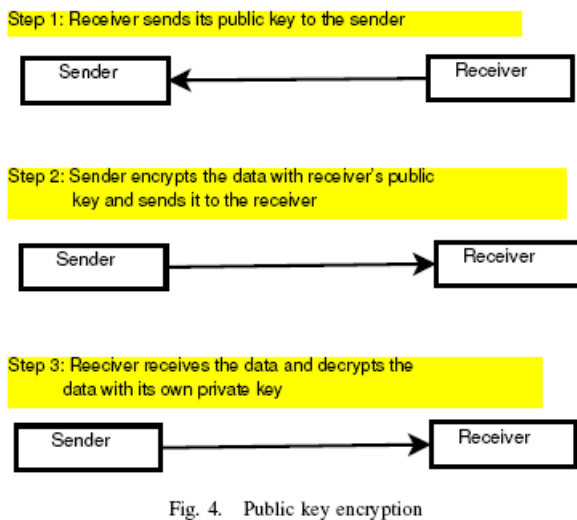 Step 1: Receiver sends its public key to the sender
Sender
Receiver
Step 2: Sender encrypts the data with receiver's public
key and sends it to the receiver
Sender
Receiver
Step 3: Reeciver receives the data and decrypts the
data with its own private key
Sender
Receiver
Fig. 4. Public key encryption